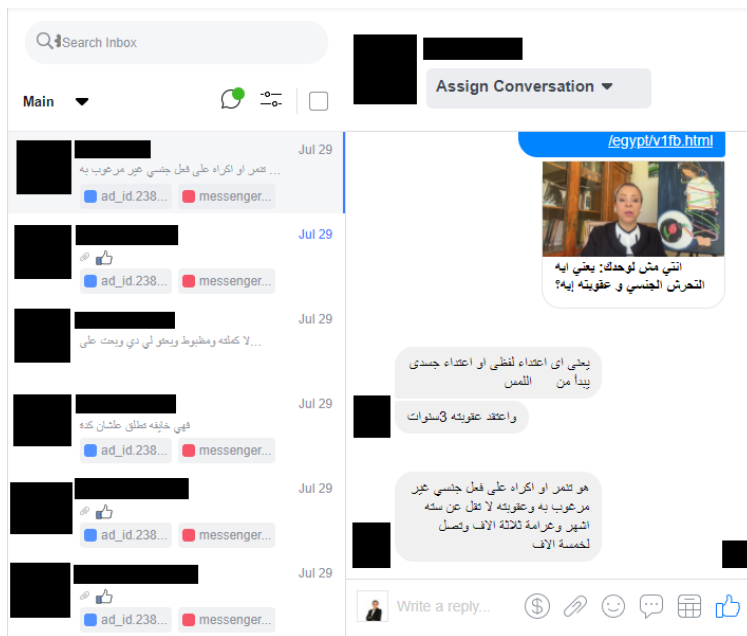 Search Inbox
Main
Jul 29
... تنمر او اكراه على فعل جنسي غير مرغوب به
ad_id.238...
messenger...
Jul 29
ad_id.238...
messenger...
Jul 29
لا كملته ومظبوط وبعتو لي دي وبعت على...
Jul 29
فهي خايفه تطلق علشان كده
ad_id.238...
messenger...
Jul 29
ad_id.238...
messenger...
Jul 29
ad_id.238...
messenger...
Assign Conversation
/egypt/v1fb.html
انتي مش لوحدك: يعني ايه
التحرش الجنسي و عقوبته إيه؟
يعنى اى اعتداء لفظى او اعتداء جسدى
يبدأ من اللمس
واعتقد عقوبته 3سنوات
هو تنمر او اكراه على فعل جنسي غير
مرغوب به وعقوبته لا تقل عن سته
اشهر وغرامة ثلاثة الاف وتصل
لخمسة الاف
Write a reply...